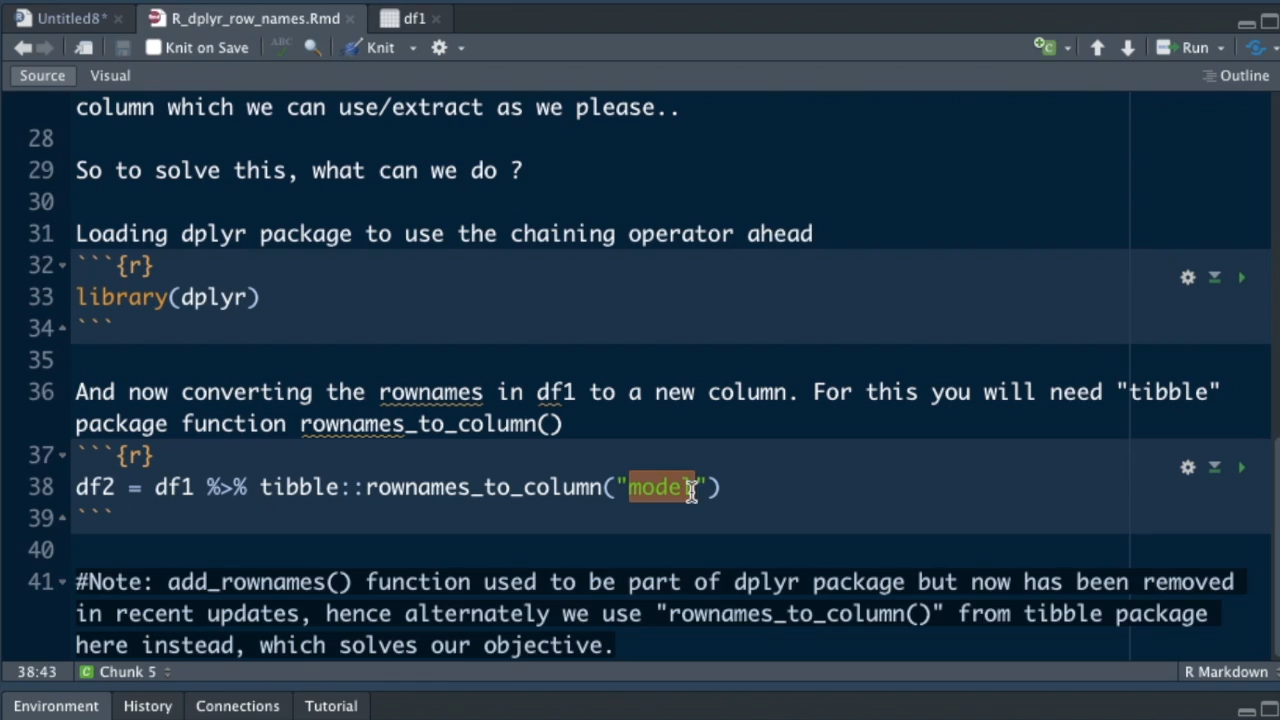 Untitled8* R_dplyr_row_names.Rmd df1
Knit on Save ABC Knit Run
Source Visual Outline
column which we can use/extract as we please..
28
29 So to solve this, what can we do ?
30
31 Loading dplyr package to use the chaining operator ahead
32 ```{r}
33 library(dplyr)
34 ```
35
36 And now converting the rownames in df1 to a new column. For this you will need "tibble"
package function rownames_to_column()
37 ```{r}
38 df2 = df1 %>% tibble::rownames_to_column("model")
39 ```
40
41 #Note: add_rownames() function used to be part of dplyr package but now has been removed
in recent updates, hence alternately we use "rownames_to_column()" from tibble package
here instead, which solves our objective.
38:43 C Chunk 5 R Markdown
Environment History Connections Tutorial